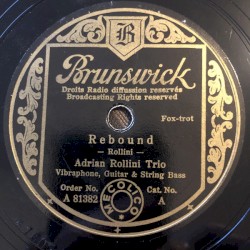 B
Brunswick
Droits Radio diffusion reservés
Broadcasting Rights reserved
Fox-trot
Rebound
— Rollini —
Adrian Rollini Trio
Vibraphone, Guitar & String Bass
Order No.
A 81382
MECOLICO
Cat. No.
A